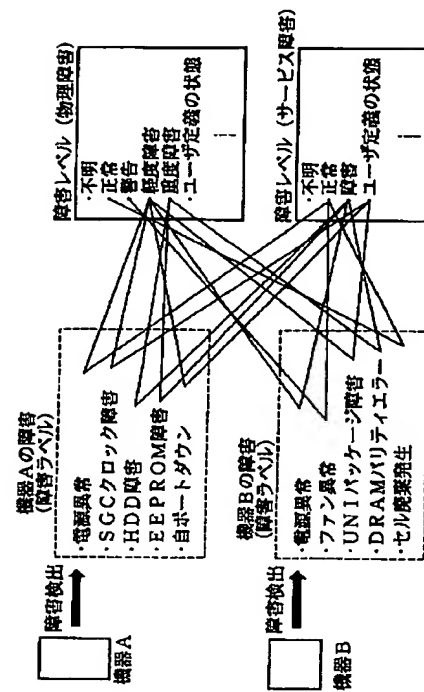 機器A
障害検出
機器Aの障害
(障害ラベル)
・電源異常
・SGCクロック障害
・HDD障害
・EEPROM障害
・自ポートダウン
障害レベル(物理障害)
・不明
正常
警告
軽度障害
重度障害
・ユーザ定義の状態
機器B
障害検出
機器Bの障害
(障害ラベル)
・電源異常
・ファン異常
・UNIパッケージ障害
・DRAMパリティエラー
・セル廃棄発生
障害レベル(サービス障害)
・不明
正常
障害
ユーザ定義の状態